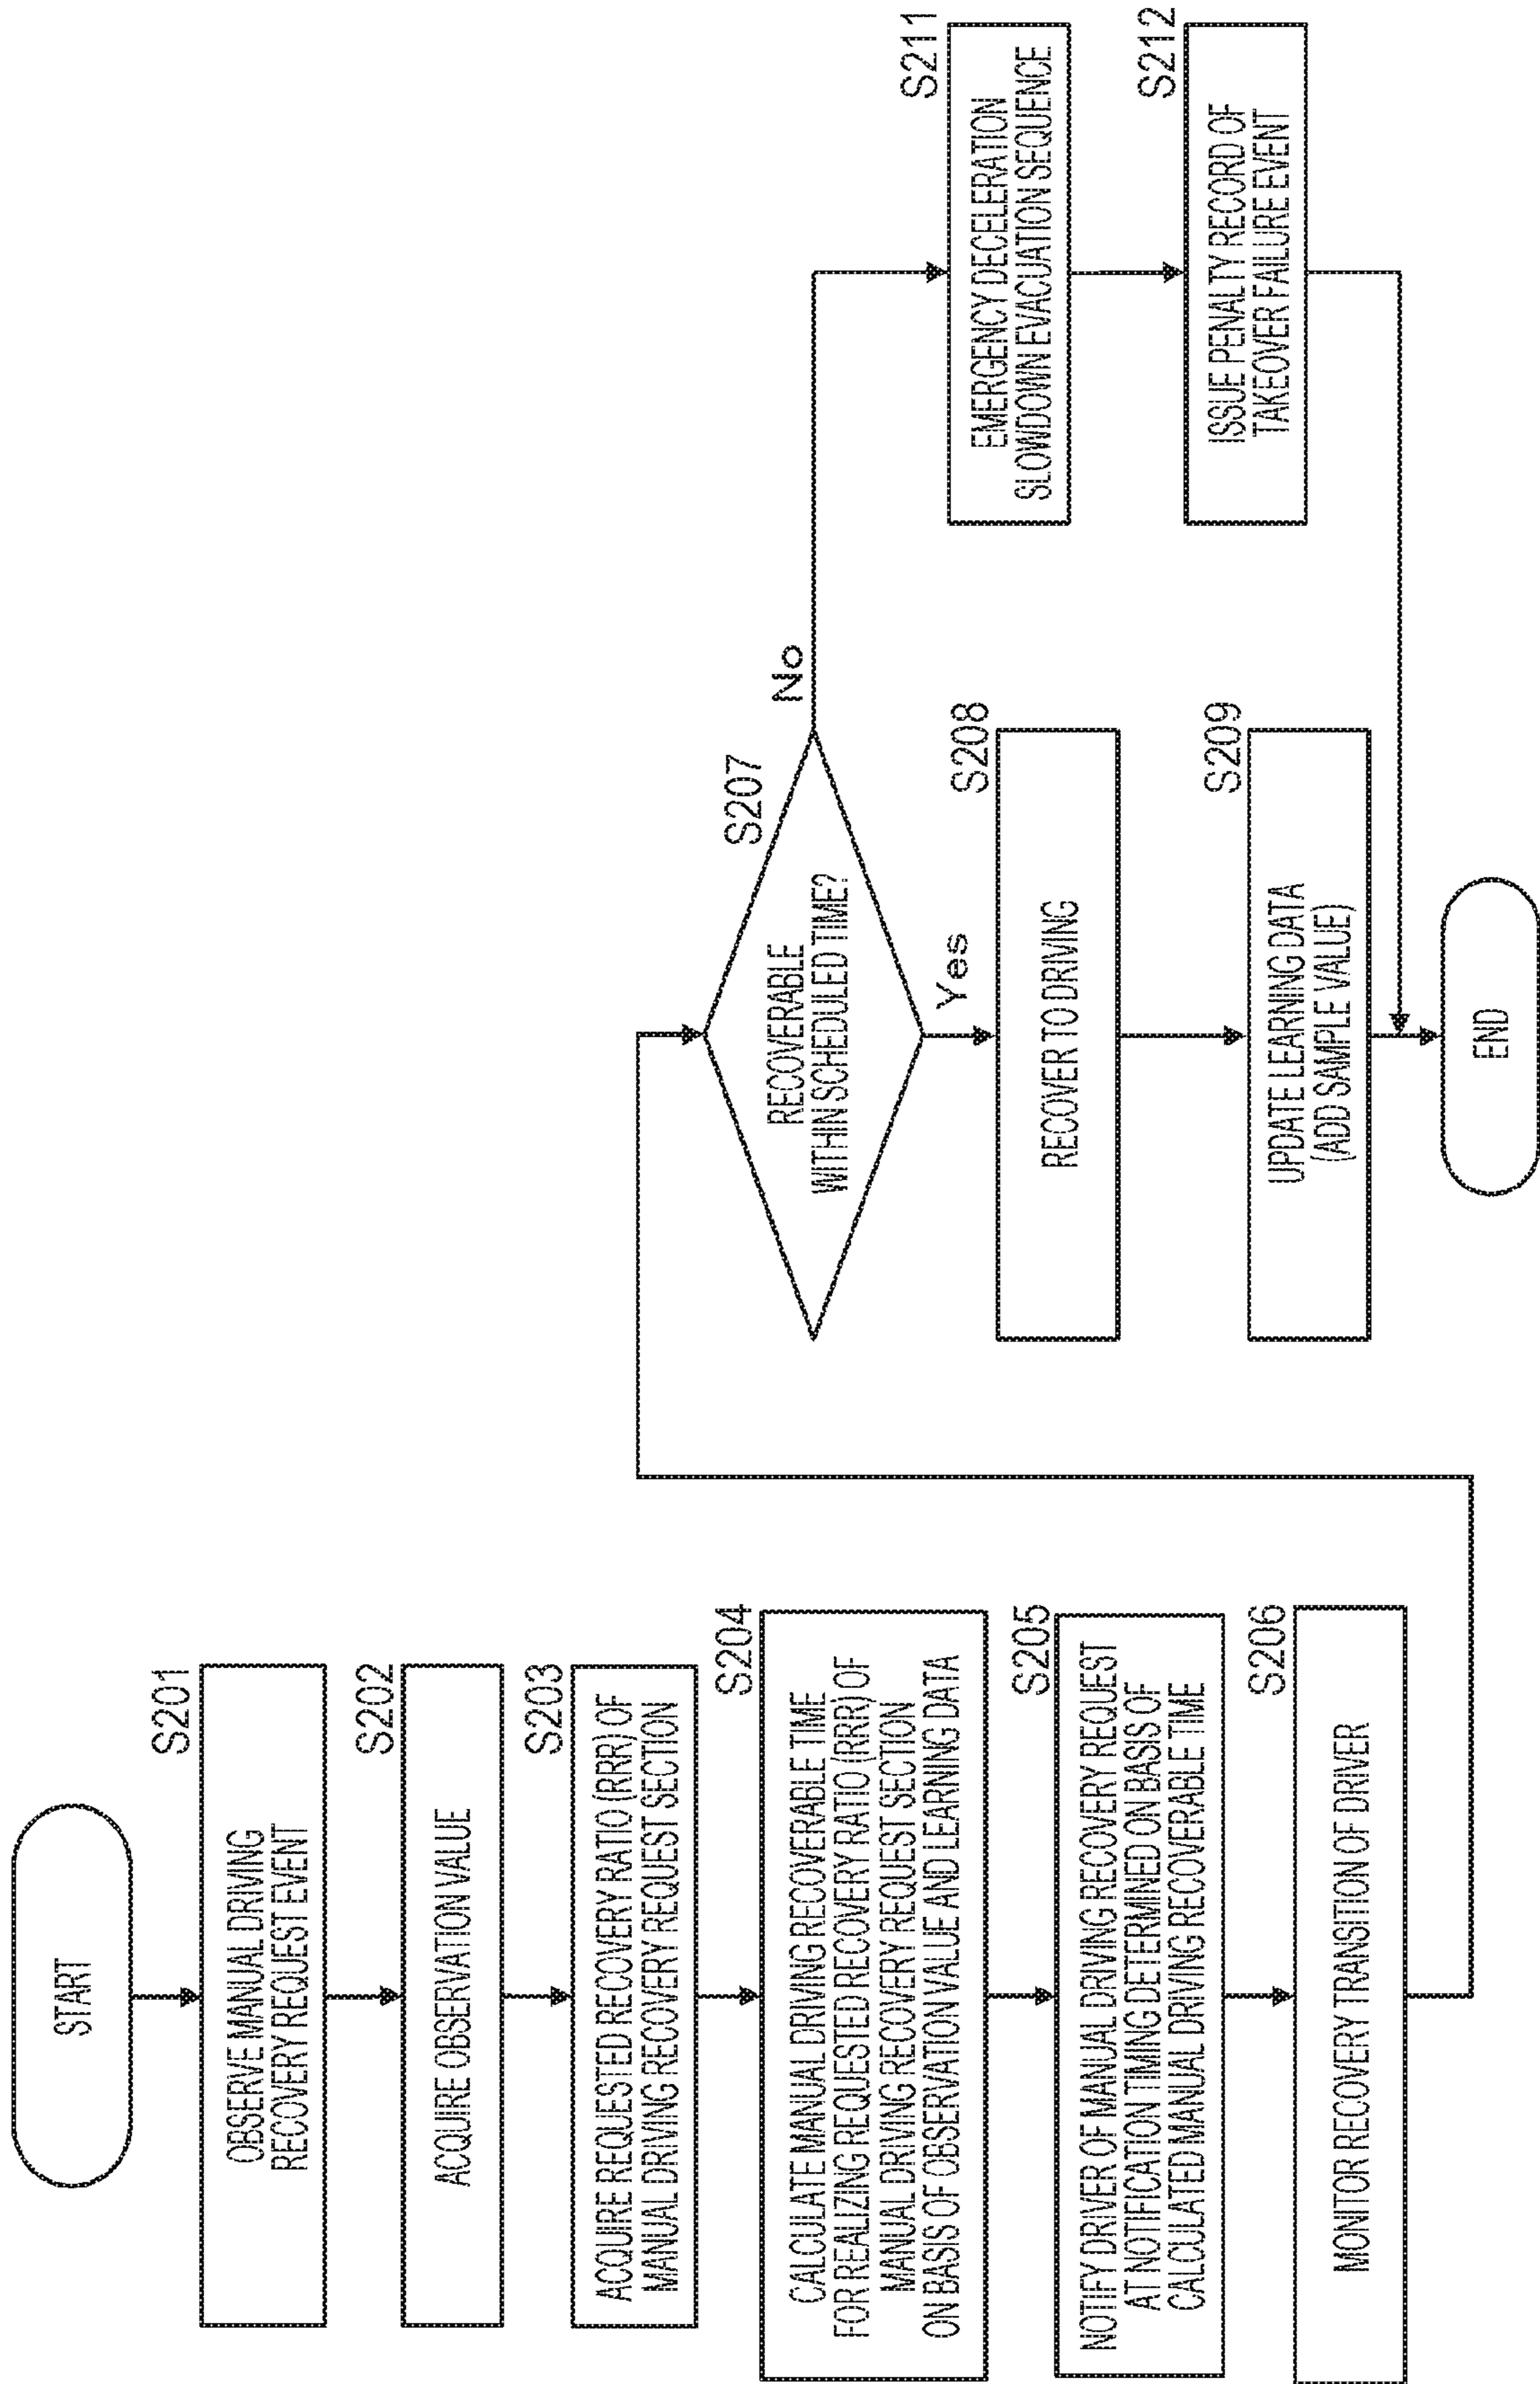 START
S201
OBSERVE MANUAL DRIVING
RECOVERY REQUEST EVENT
S202
ACQUIRE OBSERVATION VALUE
S203
ACQUIRE REQUESTED RECOVERY RATIO (RRR) OF
MANUAL DRIVING RECOVERY REQUEST SECTION
S204
CALCULATE MANUAL DRIVING RECOVERABLE TIME
FOR REALIZING REQUESTED RECOVERY RATIO (RRR) OF
MANUAL DRIVING RECOVERY REQUEST SECTION
ON BASIS OF OBSERVATION VALUE AND LEARNING DATA
S205
NOTIFY DRIVER OF MANUAL DRIVING RECOVERY REQUEST
AT NOTIFICATION TIMING DETERMINED ON BASIS OF
CALCULATED MANUAL DRIVING RECOVERABLE TIME
S206
MONITOR RECOVERY TRANSITION OF DRIVER
S207
RECOVERABLE
WITHIN SCHEDULED TIME?
No
Yes
S208
RECOVER TO DRIVING
S209
UPDATE LEARNING DATA
(ADD SAMPLE VALUE)
S211
EMERGENCY DECELERATION
SLOWDOWN EVACUATION SEQUENCE
S212
ISSUE PENALTY RECORD OF
TAKEOVER FAILURE EVENT
END